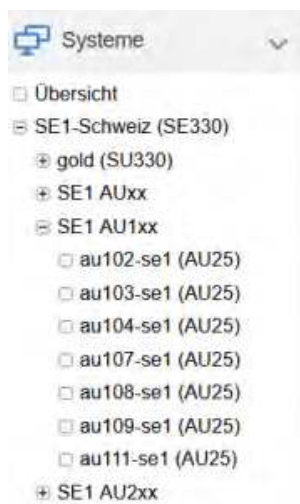 Systeme
Übersicht
SE1-Schweiz (SE330)
gold (SU330)
SE1 AUxx
SE1 AU1xx
au102-se1 (AU25)
au103-se1 (AU25)
au104-se1 (AU25)
au107-se1 (AU25)
au108-se1 (AU25)
au109-se1 (AU25)
au111-se1 (AU25)
SE1 AU2xx